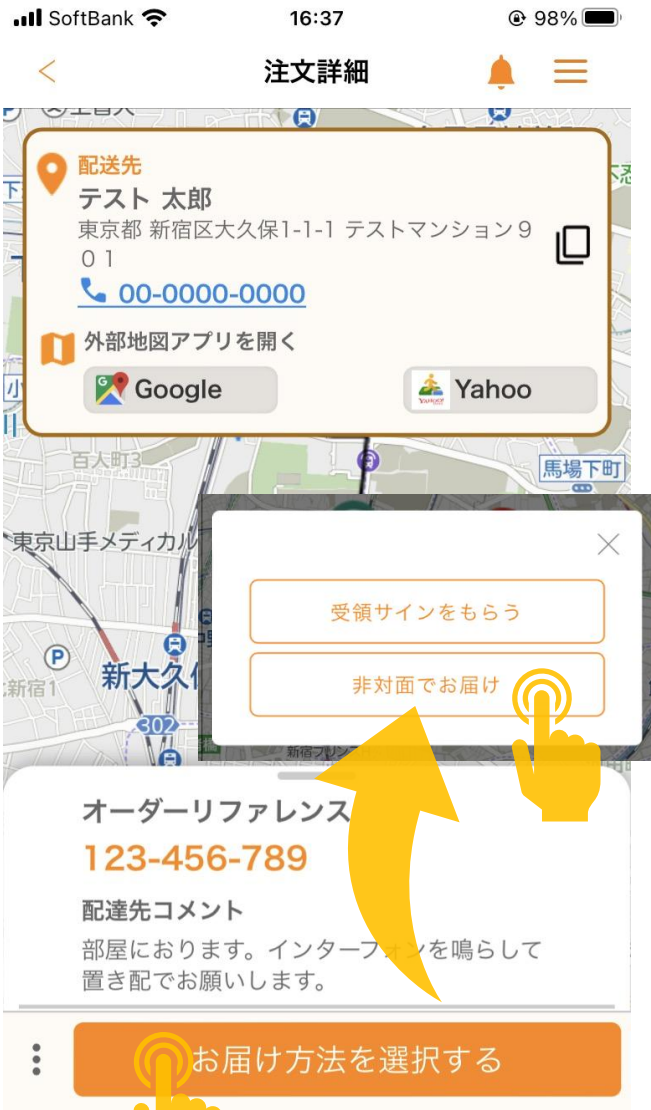 SoftBank 16:37 98%
注文詳細
配送先
テスト 太郎
東京都 新宿区大久保1-1-1 テストマンション９
０１
00-0000-0000
外部地図アプリを開く
Google
Yahoo
百人町3
馬場下町
東京山手メディカル
受領サインをもらう
非対面でお届け
P
新大久
新宿1
302
新宿プリンス
オーダーリファレンス
123-456-789
配達先コメント
部屋におります。インターフォンを鳴らして
置き配でお願いします。
お届け方法を選択する